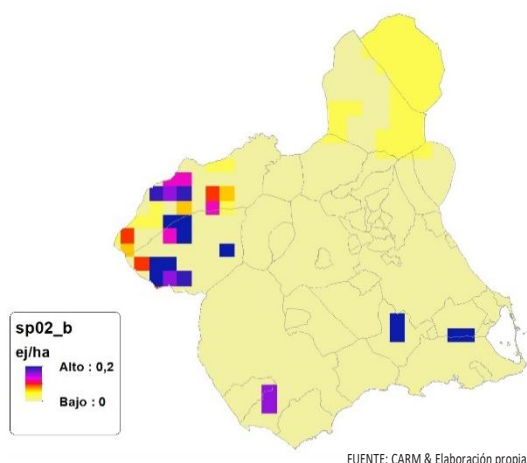 sp02_b
ej/ha
Alto : 0,2
Bajo : 0
FUENTE: CARM & Elaboración propia